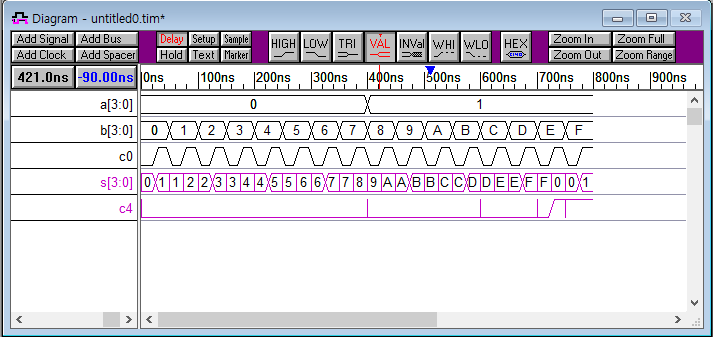 Diagram - untitled0.tim*
Add Signal Add Bus Delay Setup Sample HIGH LOW TRI VAL INVal WHI WLO HEX Zoom In Zoom Full
Add Clock Add Spacer Hold Text Marker Zoom Out Zoom Range
421.0ns -90.00ns 0ns 100ns 200ns 300ns 400ns 500ns 600ns 700ns 800ns 900ns
a[3:0] 0 1
b[3:0] 0 1 2 3 4 5 6 7 8 9 A B C D E F
c0
s[3:0] 0 1 1 2 2 3 3 4 4 5 5 6 6 7 7 8 9 A A B B C C D D E E F F 0 0 1
c4